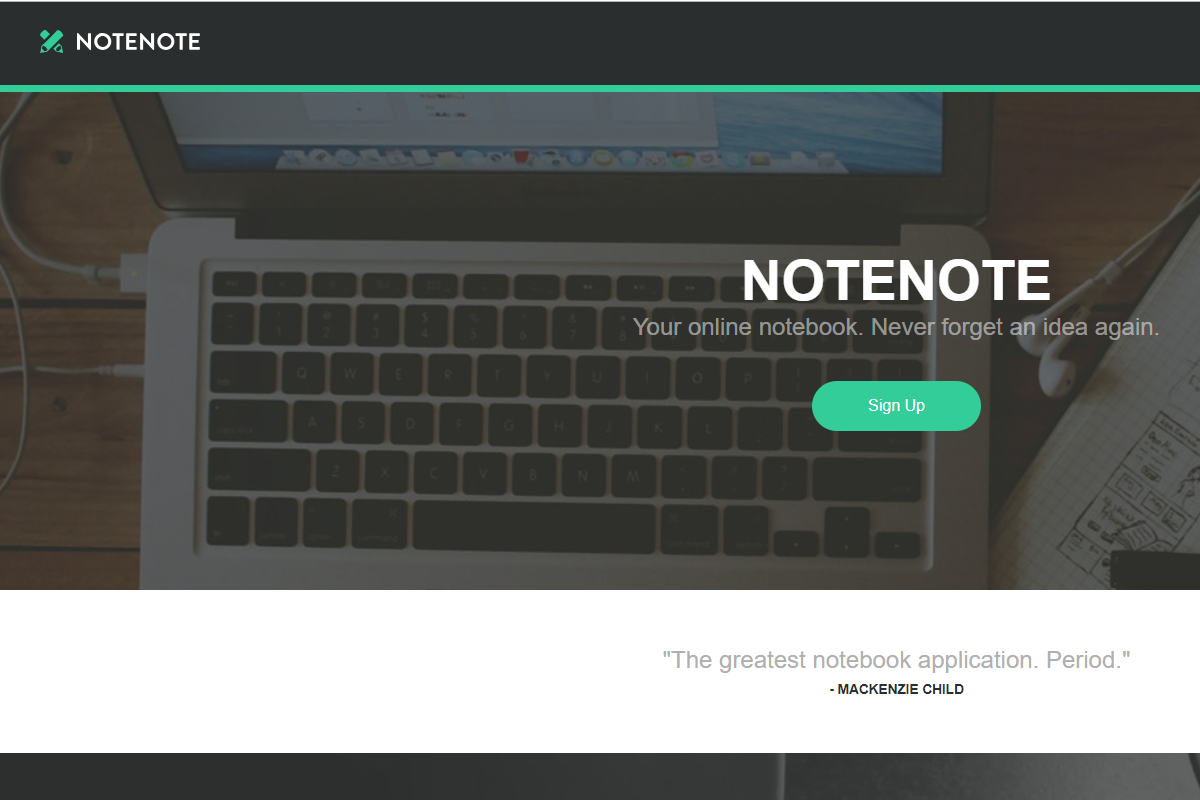 NOTENOTE
NOTENOTE
Your online notebook. Never forget an idea again.
Sign Up
"The greatest notebook application. Period."
- MACKENZIE CHILD
Q W E R T Y U I O P
A S D F G H J K L
Z X C V B N M